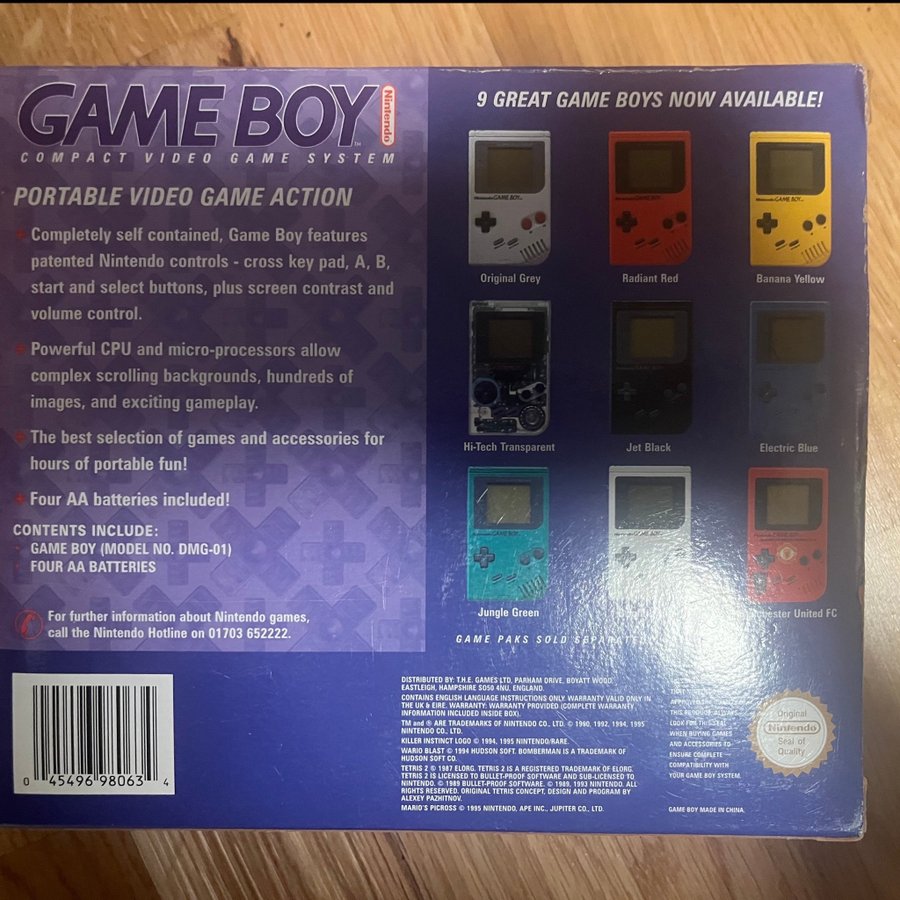 GAME BOY
TM
Nintendo
COMPACT VIDEO GAME SYSTEM
PORTABLE VIDEO GAME ACTION
Completely self contained, Game Boy features
patented Nintendo controls - cross key pad, A, B,
start and select buttons, plus screen contrast and
volume control.
Powerful CPU and micro-processors allow
complex scrolling backgrounds, hundreds of
images, and exciting gameplay.
The best selection of games and accessories for
hours of portable fun!
Four AA batteries included!
CONTENTS INCLUDE:
GAME BOY (MODEL NO. DMG-01)
FOUR AA BATTERIES
For further information about Nintendo games,
call the Nintendo Hotline on 01703 652222.
0 45496 98063 4
9 GREAT GAME BOYS NOW AVAILABLE!
Original Grey
Radiant Red
Banana Yellow
Hi-Tech Transparent
Jet Black
Electric Blue
Jungle Green
United FC
GAME PAKS SOLD
DISTRIBUTED BY: T.H.E. GAMES LTD, PARHAM DRIVE, BOYATT WOOD,
EASTLEIGH, HAMPSHIRE SO50 4NU, ENGLAND.
CONTAINS ENGLISH LANGUAGE INSTRUCTIONS ONLY. WARRANTY VALID ONLY IN
THE UK & EIRE. WARRANTY: WARRANTY PROVIDED (COMPLETE WARRANTY
INFORMATION INCLUDED INSIDE BOX).
TM and ® ARE TRADEMARKS OF NINTENDO CO., LTD. © 1990, 1992, 1994, 1995
NINTENDO CO., LTD.
KILLER INSTINCT LOGO © 1994, 1995 NINTENDO/RARE.
WARIO BLAST © 1994 HUDSON SOFT. BOMBERMAN IS A TRADEMARK OF
HUDSON SOFT CO.
TETRIS 2 © 1987 ELORG. TETRIS 2 IS A REGISTERED TRADEMARK OF ELORG.
TETRIS 2 IS LICENSED TO BULLET-PROOF SOFTWARE AND SUB-LICENSED TO
NINTENDO. © 1989 BULLET-PROOF SOFTWARE. © 1989, 1993 NINTENDO. ALL
RIGHTS RESERVED. ORIGINAL TETRIS CONCEPT, DESIGN AND PROGRAM BY
ALEXEY PAZHITNOV.
MARIO'S PICROSS © 1995 NINTENDO, APE INC., JUPITER CO., LTD.
THIS PRODUCT. ALWAYS
LOOK FOR THIS SEAL
WHEN BUYING GAMES
AND ACCESSORIES TO
ENSURE COMPLETE
COMPATIBILITY WITH
YOUR GAME BOY SYSTEM.
Original
Nintendo
Seal of
Quality
GAME BOY MADE IN CHINA.